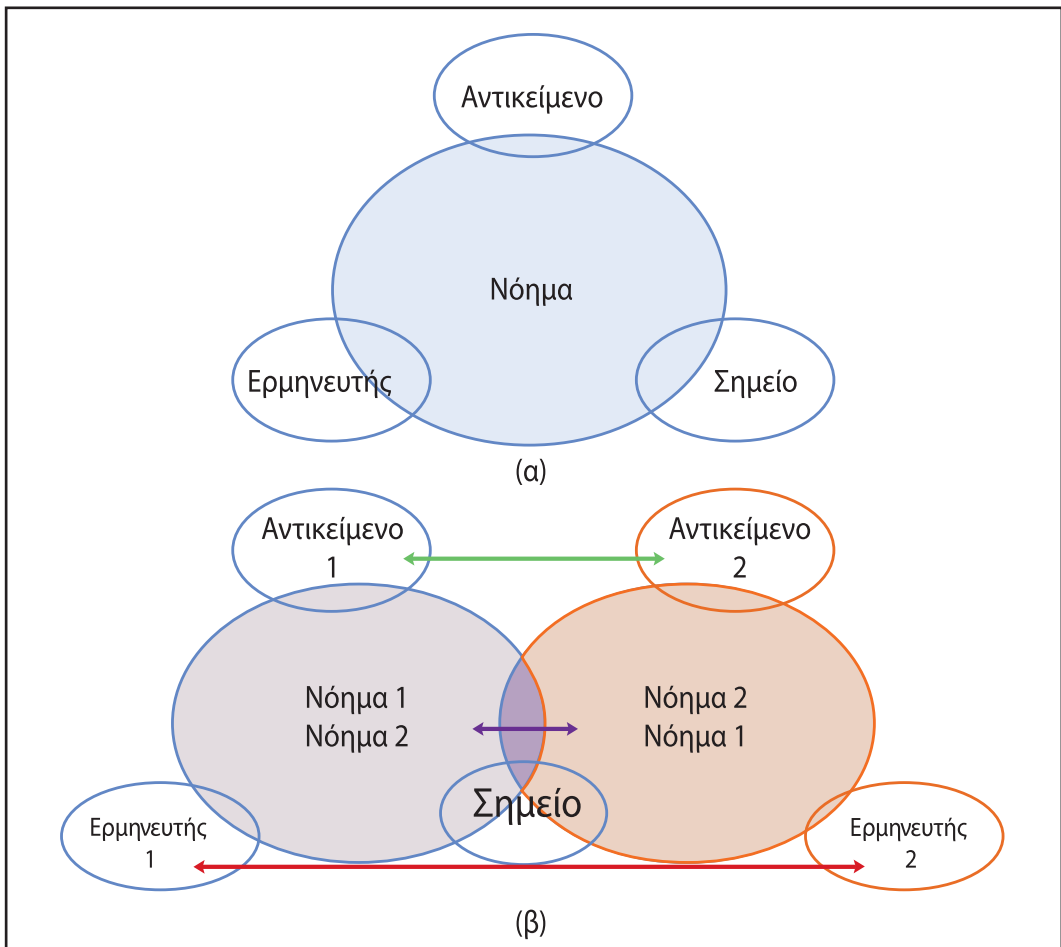 Αντικείμενο
Νόημα
Ερμηνευτής
Σημείο
(α)
Αντικείμενο
1
Αντικείμενο
2
Νόημα 1
Νόημα 2
Νόημα 2
Νόημα 1
Σημείο
Ερμηνευτής
1
Ερμηνευτής
2
(β)